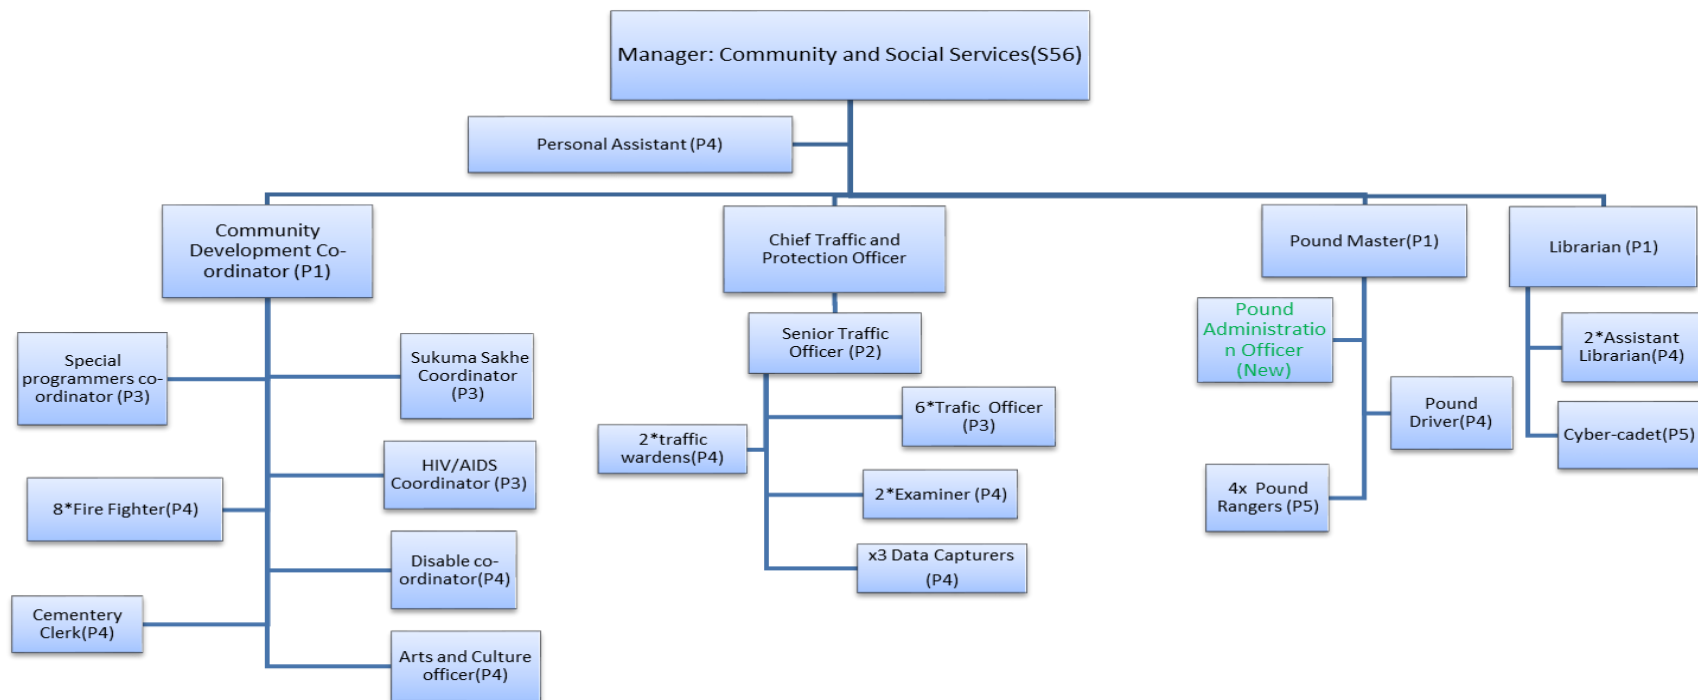 Manager: Community and Social Services(S56)
Personal Assistant (P4)
Community
Development Co-
ordinator (P1)
Chief Traffic and
Protection Officer
Pound Master(P1)
Librarian (P1)
Special
programmers co-
ordinator (P3)
8*Fire Fighter(P4)
Cementery
Clerk(P4)
Sukuma Sakhe
Coordinator
(P3)
HIV/AIDS
Coordinator (P3)
Disable co-
ordinator(P4)
Arts and Culture
officer(P4)
Senior Traffic
Officer (P2)
2*traffic
wardens(P4)
6*Trafic Officer
(P3)
2*Examiner (P4)
x3 Data Capturers
(P4)
Pound
Administratio
n Officer
(New)
Pound
Driver(P4)
4x Pound
Rangers (P5)
2*Assistant
Librarian(P4)
Cyber-cadet(P5)